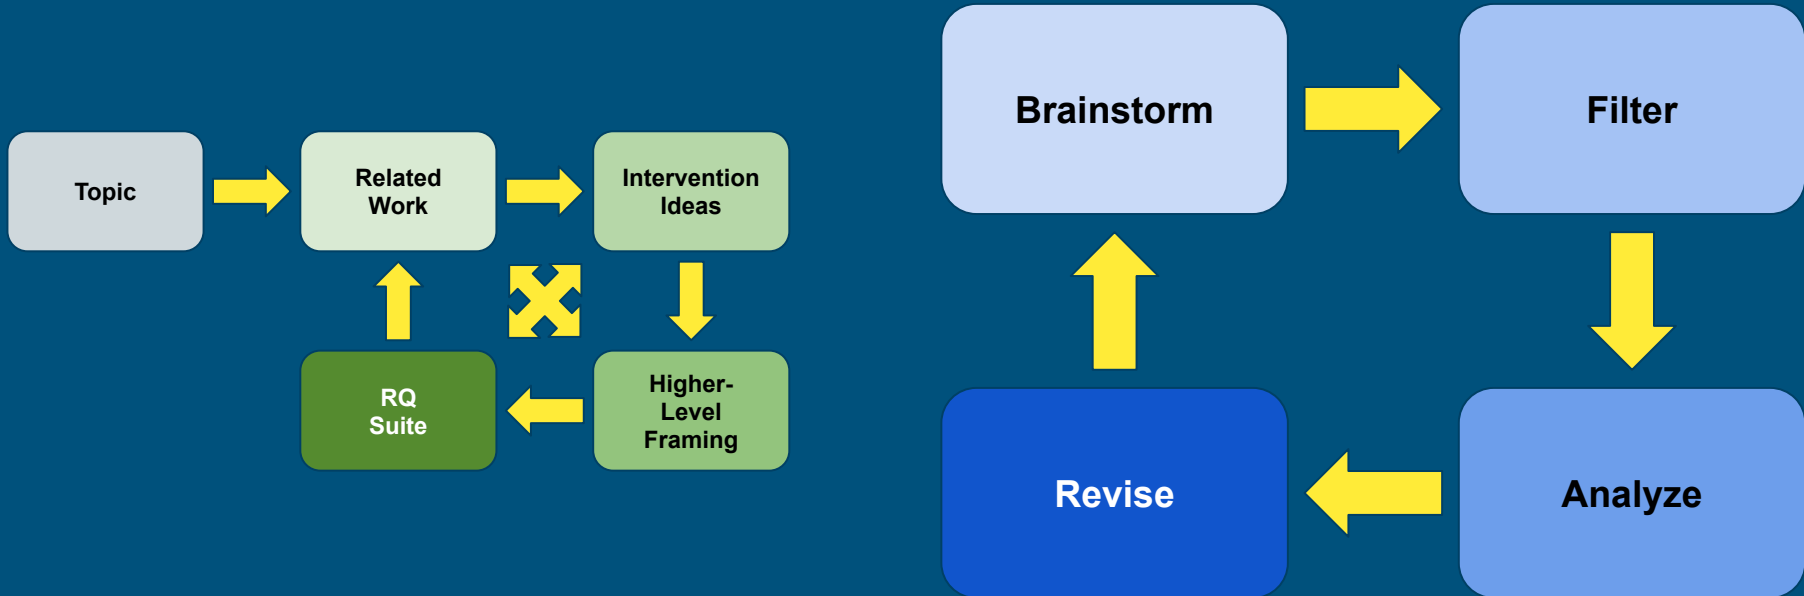 Topic
Related
Work
Intervention
Ideas
RQ
Suite
Higher-
Level
Framing
Brainstorm
Filter
Revise
Analyze